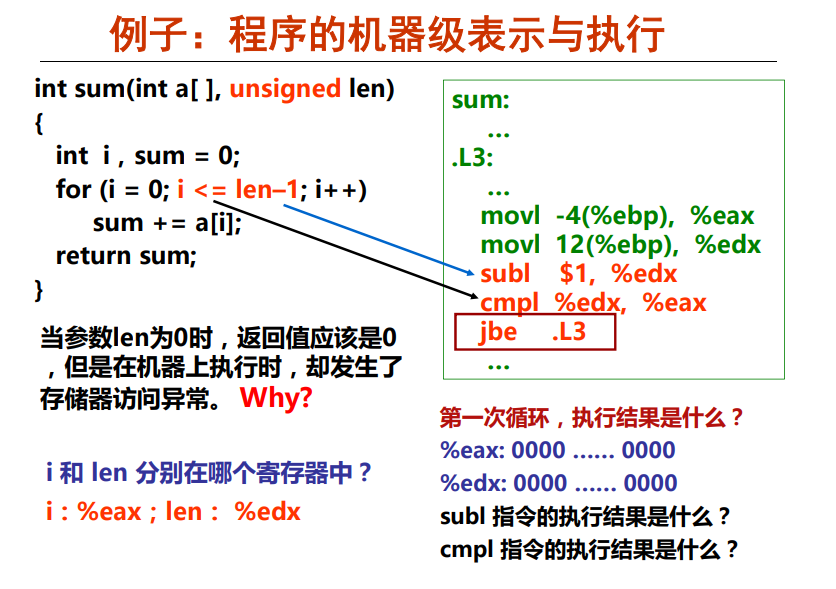 例子：程序的机器级表示与执行
int sum(int a[ ], unsigned len)
{
int i , sum = 0;
for (i = 0; i <= len–1; i++)
sum += a[i];
return sum;
}
当参数len为0时，返回值应该是0
，但是在机器上执行时，却发生了
存储器访问异常。 Why?
i 和 len 分别在哪个寄存器中？
i：%eax；len： %edx
sum:
...
.L3:
...
movl -4(%ebp), %eax
movl 12(%ebp), %edx
subl $1, %edx
cmpl %edx, %eax
jbe .L3
...
第一次循环，执行结果是什么？
%eax: 0000 …… 0000
%edx: 0000 …… 0000
subl 指令的执行结果是什么？
cmpl 指令的执行结果是什么？